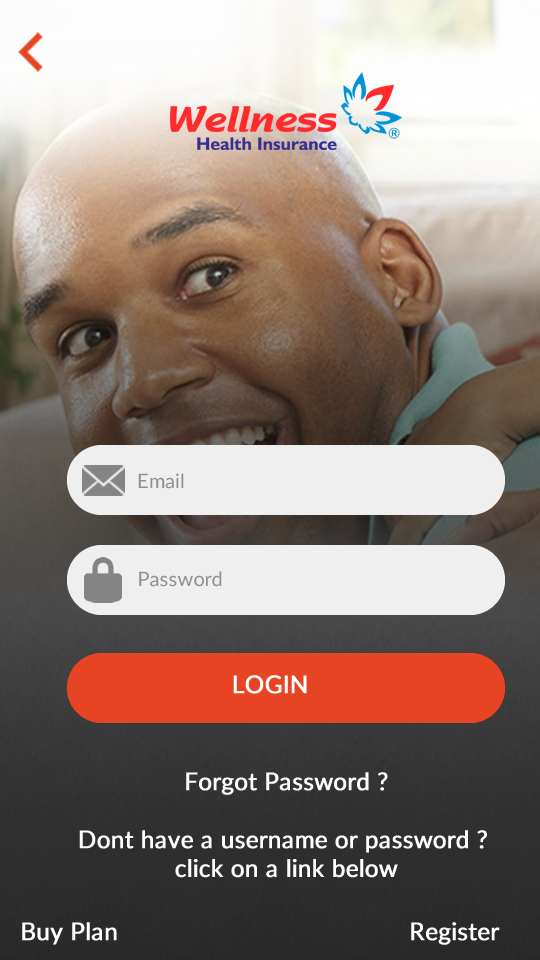 Wellness
®
Health Insurance
Email
Password
LOGIN
Forgot Password ?
Dont have a username or password ?
click on a link below
Buy Plan
Register